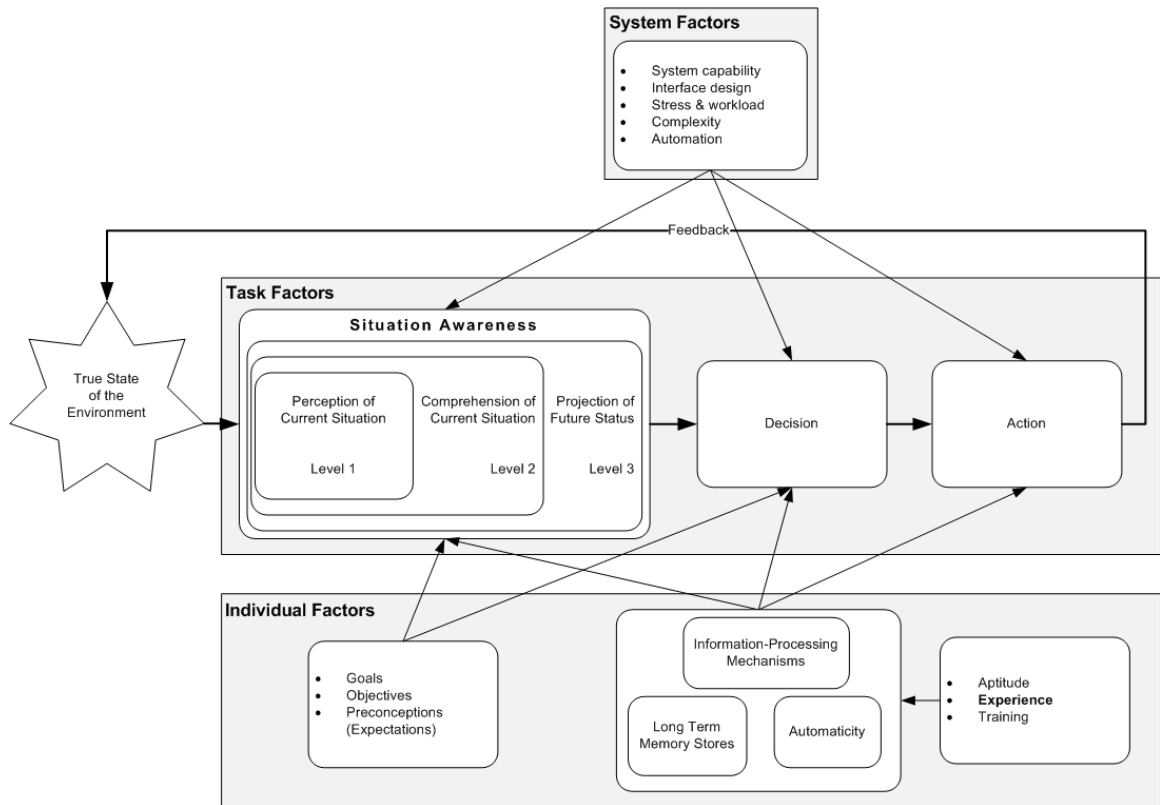 System Factors
• System capability
• Interface design
• Stress & workload
• Complexity
• Automation
Feedback
Task Factors
Situation Awareness
True State
of the
Environment
Perception of
Current Situation
Level 1
Comprehension of
Current Situation
Level 2
Projection of
Future Status
Level 3
Decision
Action
Individual Factors
• Goals
• Objectives
• Preconceptions
(Expectations)
Information-Processing
Mechanisms
Long Term
Memory Stores
Automaticity
• Aptitude
• Experience
• Training